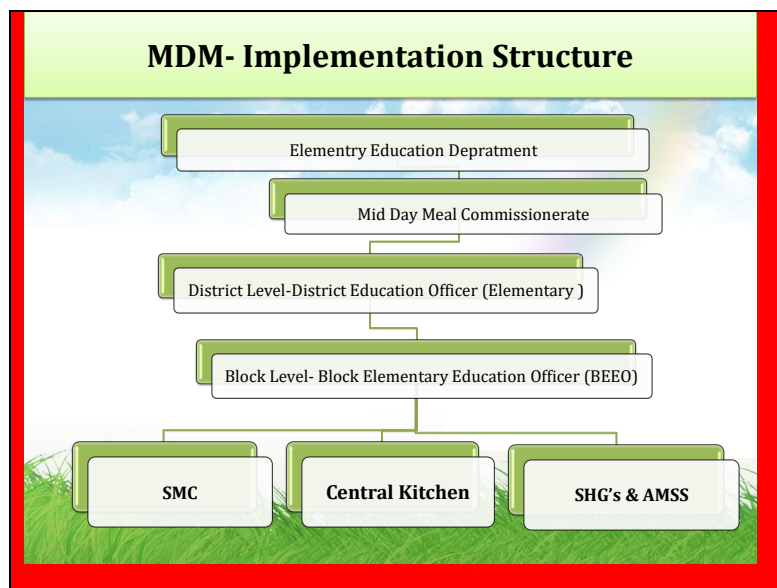 MDM- Implementation Structure
Elementry Education Depratment
Mid Day Meal Commissionerate
District Level-District Education Officer (Elementary )
Block Level- Block Elementary Education Officer (BEEO)
SMC
Central Kitchen
SHG's & AMSS